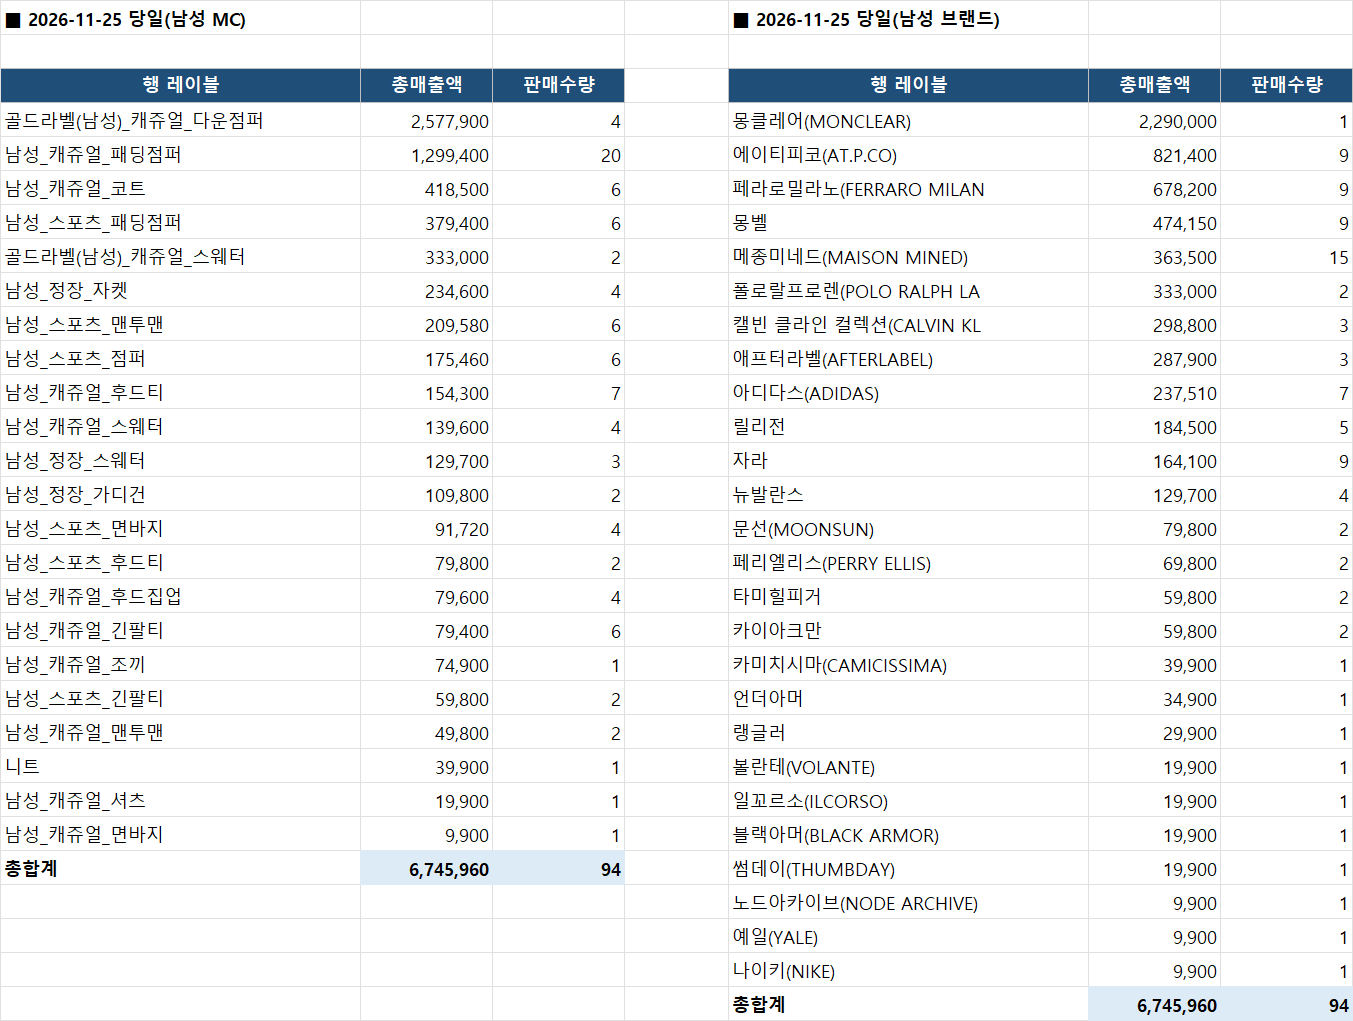 ■ 2026-11-25 당일(남성 MC)
행 레이블 총매출액 판매수량
골드라벨(남성)_캐쥬얼_다운점퍼 2,577,900 4
남성_캐쥬얼_패딩점퍼 1,299,400 20
남성_캐쥬얼_코트 418,500 6
남성_스포츠_패딩점퍼 379,400 6
골드라벨(남성)_캐쥬얼_스웨터 333,000 2
남성_정장_자켓 234,600 4
남성_스포츠_맨투맨 209,580 6
남성_스포츠_점퍼 175,460 6
남성_캐쥬얼_후드티 154,300 7
남성_캐쥬얼_스웨터 139,600 4
남성_정장_스웨터 129,700 3
남성_정장_가디건 109,800 2
남성_스포츠_면바지 91,720 4
남성_스포츠_후드티 79,800 2
남성_캐쥬얼_후드집업 79,600 4
남성_캐쥬얼_긴팔티 79,400 6
남성_캐쥬얼_조끼 74,900 1
남성_스포츠_긴팔티 59,800 2
남성_캐쥬얼_맨투맨 49,800 2
니트 39,900 1
남성_캐쥬얼_셔츠 19,900 1
남성_캐쥬얼_면바지 9,900 1
총합계 6,745,960 94
■ 2026-11-25 당일(남성 브랜드)
행 레이블 총매출액 판매수량
몽클레어(MONCLEAR) 2,290,000 1
에이티피코(AT.P.CO) 821,400 9
페라로밀라노(FERRARO MILAN 678,200 9
몽벨 474,150 9
메종미네드(MAISON MINED) 363,500 15
폴로랄프로렌(POLO RALPH LA 333,000 2
캘빈 클라인 컬렉션(CALVIN KL 298,800 3
애프터라벨(AFTERLABEL) 287,900 3
아디다스(ADIDAS) 237,510 7
릴리전 184,500 5
자라 164,100 9
뉴발란스 129,700 4
문선(MOONSUN) 79,800 2
페리엘리스(PERRY ELLIS) 69,800 2
타미힐피거 59,800 2
카이아크만 59,800 2
카미치시마(CAMICISSIMA) 39,900 1
언더아머 34,900 1
랭글러 29,900 1
볼란테(VOLANTE) 19,900 1
일꼬르소(ILCORSO) 19,900 1
블랙아머(BLACK ARMOR) 19,900 1
썸데이(THUMBDAY) 19,900 1
노드아카이브(NODE ARCHIVE) 9,900 1
예일(YALE) 9,900 1
나이키(NIKE) 9,900 1
총합계 6,745,960 94